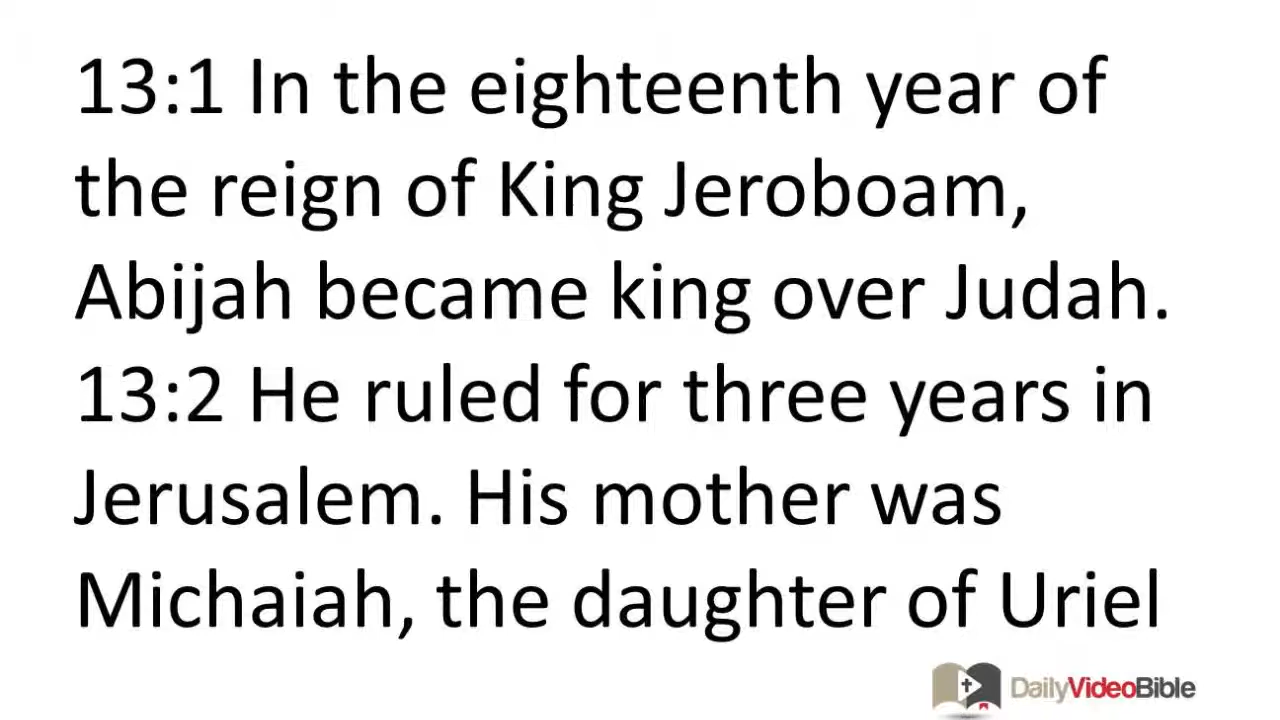 13:1 In the eighteenth year of
the reign of King Jeroboam,
Abijah became king over Judah.
13:2 He ruled for three years in
Jerusalem. His mother was
Michaiah, the daughter of Uriel
DailyVideoBible